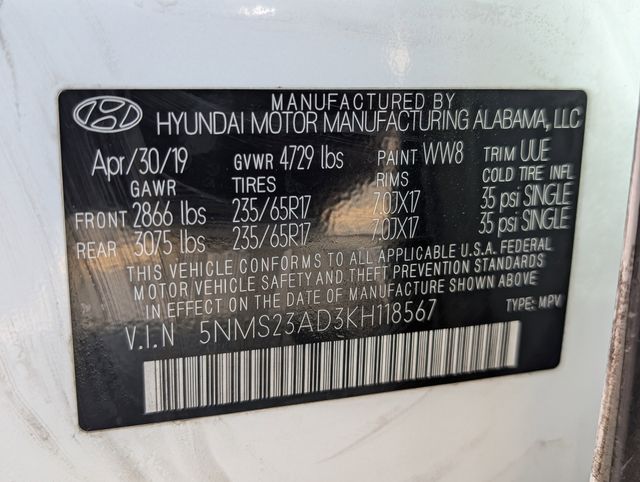 MANUFACTURED BY
HYUNDAI MOTOR MANUFACTURING ALABAMA, LLC
Apr/30/19 GVWR 4729 lbs PAINT WW8 TRIM UUE
GAWR TIRES RIMS COLD TIRE INFL
FRONT 2866 lbs 235/65R17 7.0JX17 35 psi SINGLE
REAR 3075 lbs 235/65R17 7.0JX17 35 psi SINGLE
THIS VEHICLE CONFORMS TO ALL APPLICABLE U.S.A. FEDERAL
MOTOR VEHICLE SAFETY AND THEFT PREVENTION STANDARDS
IN EFFECT ON THE DATE OF MANUFACTURE SHOWN ABOVE.
V.I.N 5NMS23AD3KH118567 TYPE: MPV